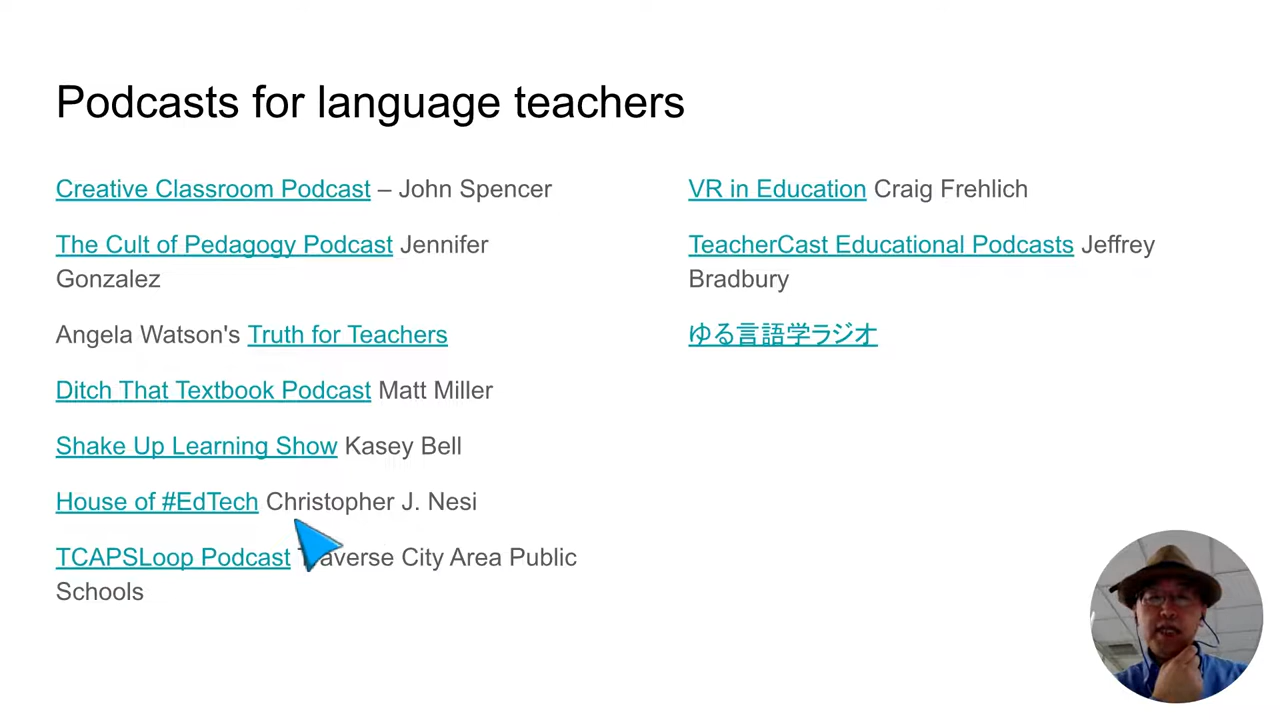 Podcasts for language teachers
Creative Classroom Podcast – John Spencer
The Cult of Pedagogy Podcast Jennifer
Gonzalez
Angela Watson's Truth for Teachers
Ditch That Textbook Podcast Matt Miller
Shake Up Learning Show Kasey Bell
House of #EdTech Christopher J. Nesi
TCAPSLoop Podcast Traverse City Area Public
Schools
VR in Education Craig Frehlich
TeacherCast Educational Podcasts Jeffrey
Bradbury
ゆる言語学ラジオ